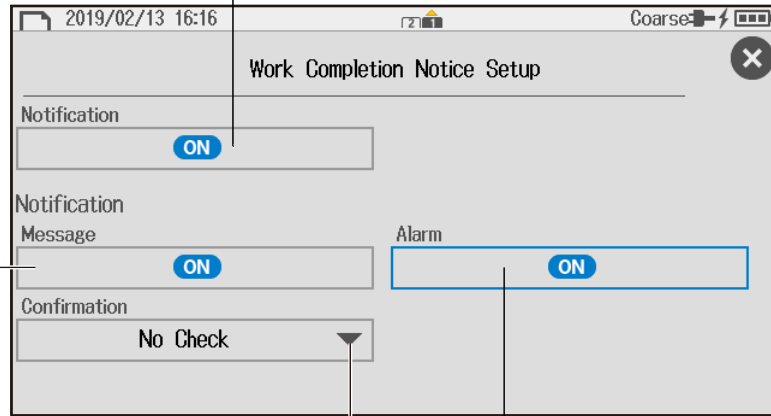 2019/02/13 16:16 2 1 Coarse
Work Completion Notice Setup
Notification
ON
Notification
Message Alarm
ON ON
Confirmation
No Check